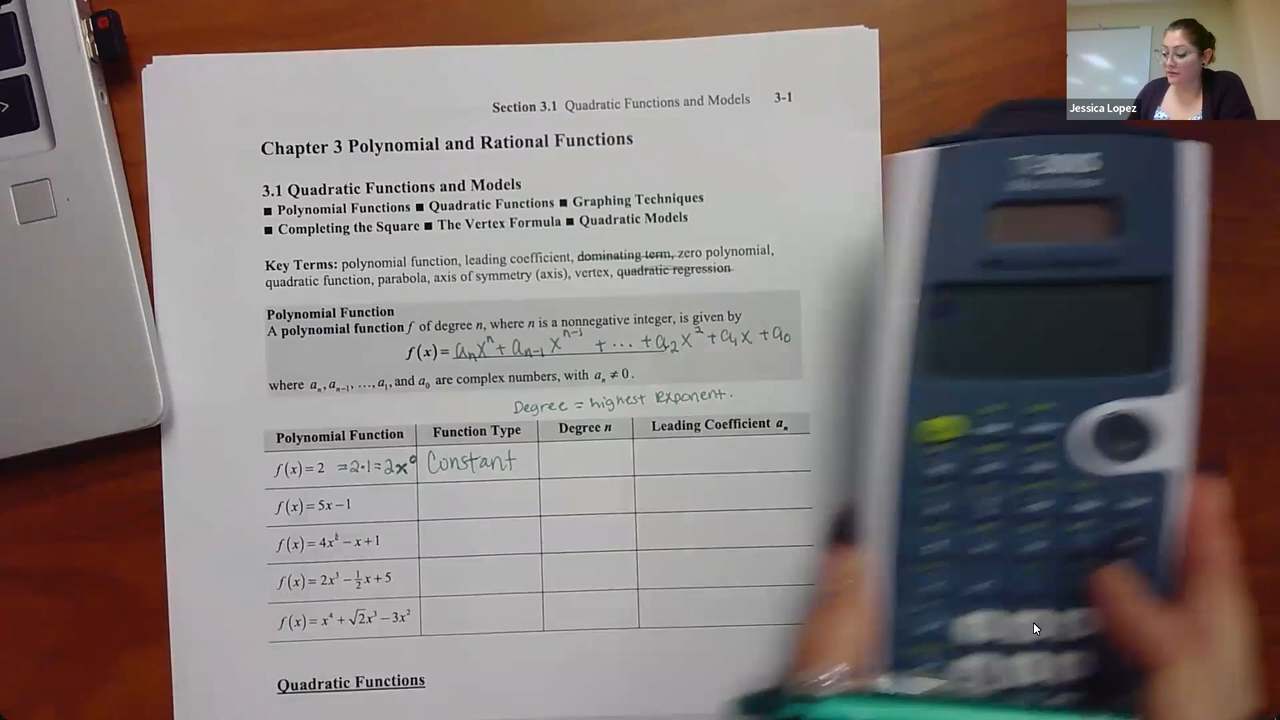 Jessica Lopez
Section 3.1 Quadratic Functions and Models 3-1
Chapter 3 Polynomial and Rational Functions
3.1 Quadratic Functions and Models
■ Polynomial Functions ■ Quadratic Functions ■ Graphing Techniques
■ Completing the Square ■ The Vertex Formula ■ Quadratic Models
Key Terms: polynomial function, leading coefficient, dominating term, zero polynomial,
quadratic function, parabola, axis of symmetry (axis), vertex, quadratic regression
Polynomial Function
A polynomial function f of degree n, where n is a nonnegative integer, is given by
f(x) = aₙxⁿ + aₙ₋₁xⁿ⁻¹ + ... + a₂x² + a₁x + a₀
where aₙ, aₙ₋₁, ..., a₁, and a₀ are complex numbers, with aₙ ≠ 0.
Degree = highest exponent.
Polynomial Function Function Type Degree n Leading Coefficient aₙ
f(x) = 2 = 2·1 = 2x⁰ Constant
f(x) = 5x − 1
f(x) = 4x² − x + 1
f(x) = 2x³ − ½x + 5
f(x) = x⁴ + √2x³ − 3x²
Quadratic Functions